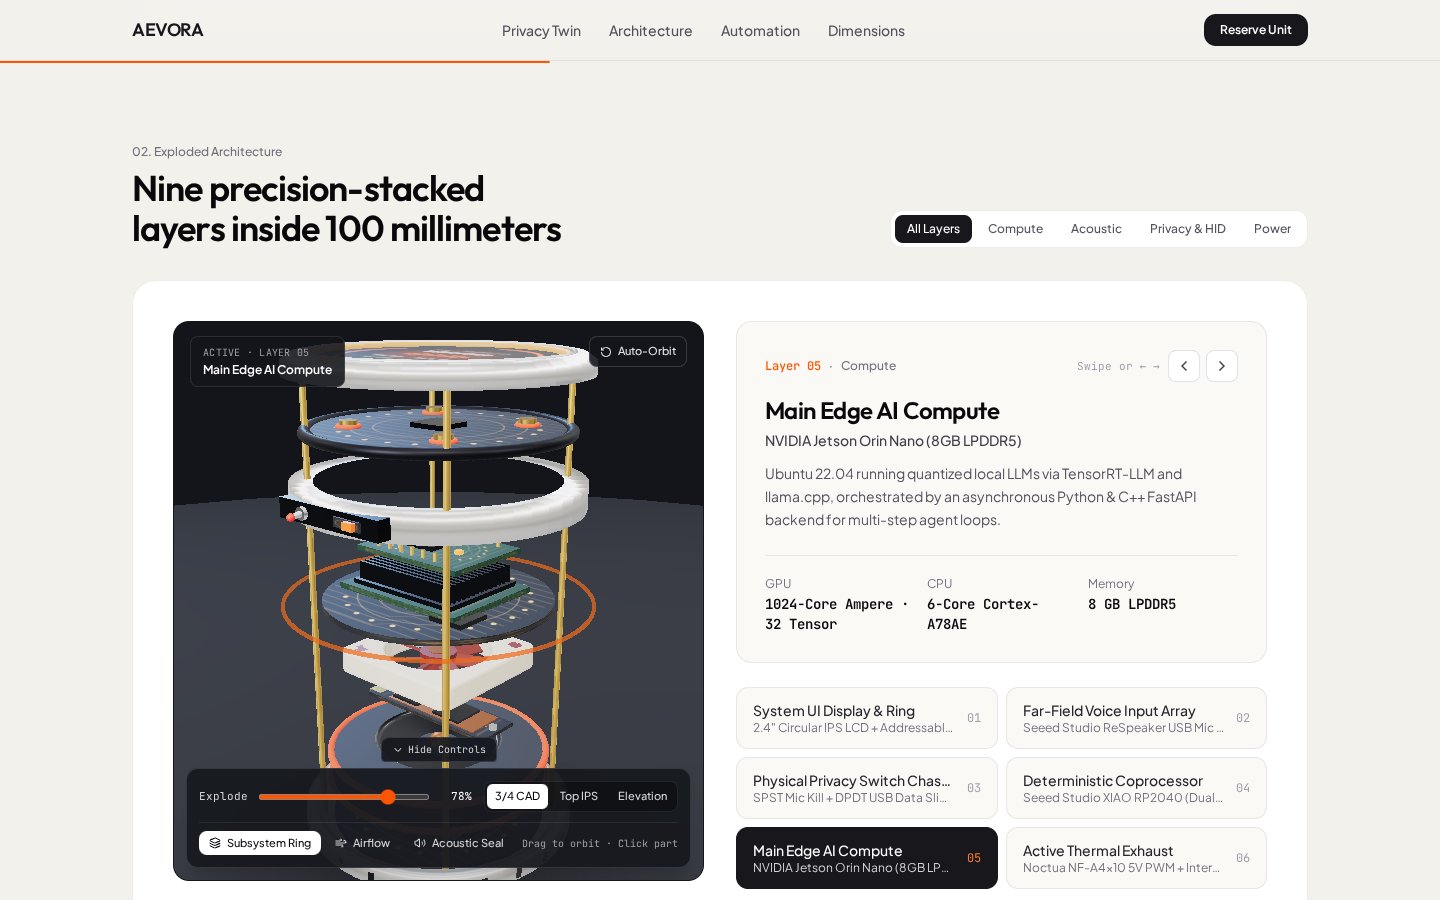 AEVORA
Privacy Twin
Architecture
Automation
Dimensions
Reserve Unit
02. Exploded Architecture
Nine precision-stacked
layers inside 100 millimeters
All Layers
Compute
Acoustic
Privacy & HID
Power
ACTIVE · LAYER 05
Main Edge AI Compute
Auto-Orbit
Hide Controls
Explode
78%
3/4 CAD
Top IPS
Elevation
Subsystem Ring
Airflow
Acoustic Seal
Drag to orbit · Click part
Layer 05 · Compute
Swipe or ← →
Main Edge AI Compute
NVIDIA Jetson Orin Nano (8GB LPDDR5)
Ubuntu 22.04 running quantized local LLMs via TensorRT-LLM and
llama.cpp, orchestrated by an asynchronous Python & C++ FastAPI
backend for multi-step agent loops.
GPU
1024-Core Ampere ·
32 Tensor
CPU
6-Core Cortex-
A78AE
Memory
8 GB LPDDR5
System UI Display & Ring
2.4" Circular IPS LCD + Addressabl...
01
Far-Field Voice Input Array
Seeed Studio ReSpeaker USB Mic ...
02
Physical Privacy Switch Chas...
SPST Mic Kill + DPDT USB Data Sli...
03
Deterministic Coprocessor
Seeed Studio XIAO RP2040 (Dual...
04
Main Edge AI Compute
NVIDIA Jetson Orin Nano (8GB LP...
05
Active Thermal Exhaust
Noctua NF-A4x10 5V PWM + Inter...
06